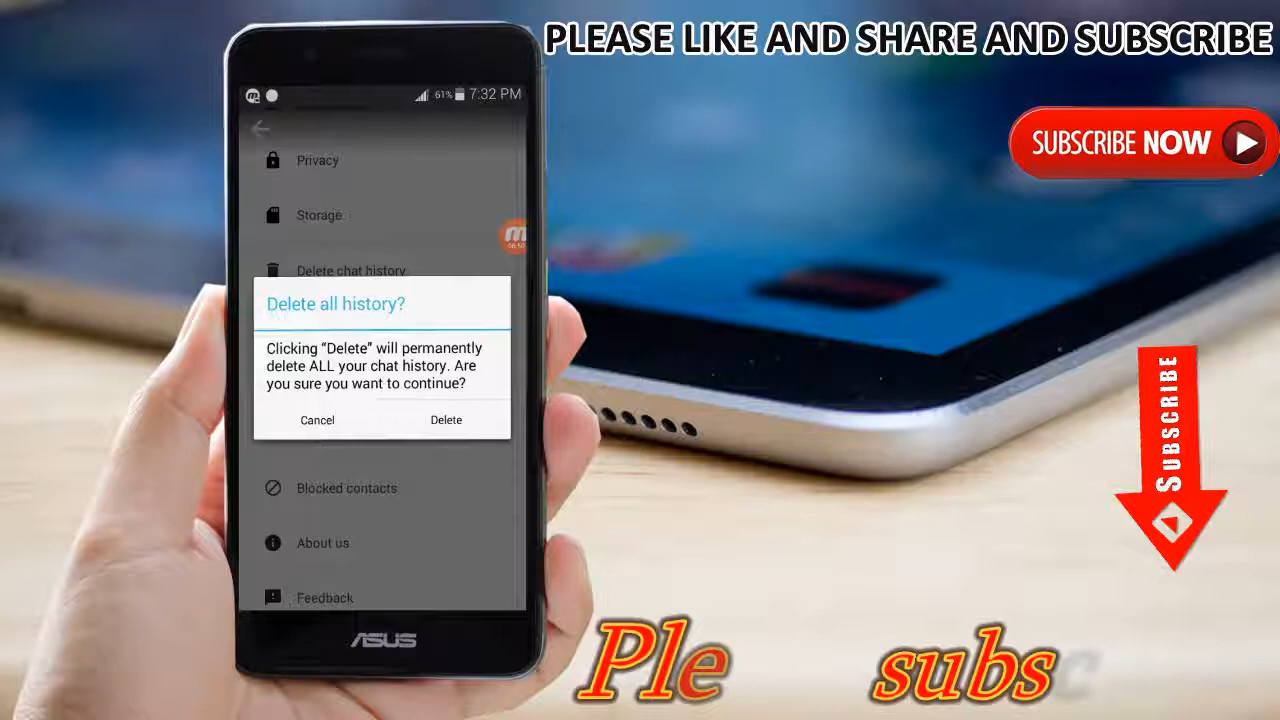 PLEASE LIKE AND SHARE AND SUBSCRIBE
61% 7:32 PM
Privacy
SUBSCRIBE NOW
Storage
Delete chat history
Delete all history?
Clicking “Delete” will permanently
delete ALL your chat history. Are
you sure you want to continue?
Cancel Delete
SUBSCRIBE
Blocked contacts
About us
Feedback
ASUS
Ple subsc